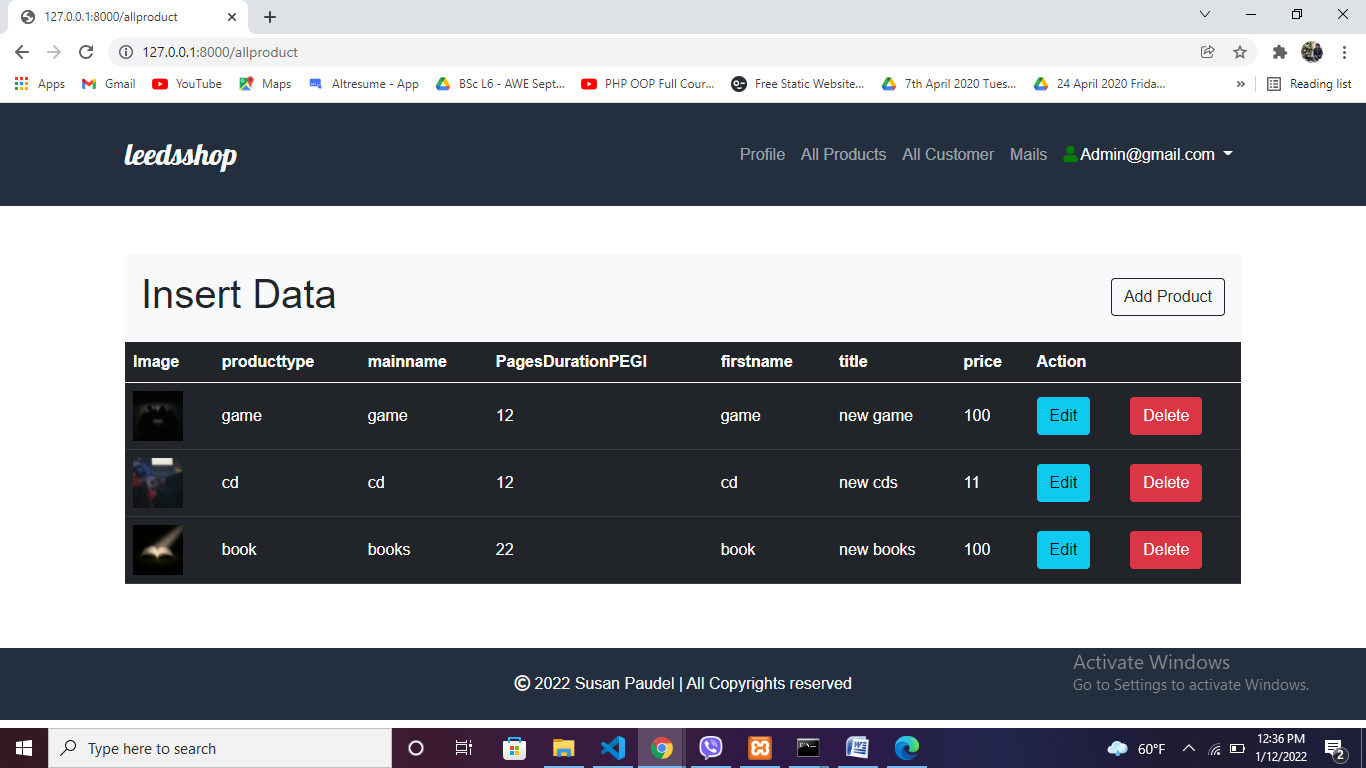 127.0.0.1:8000/allproduct
127.0.0.1:8000/allproduct
Apps Gmail YouTube Maps Altresume - App BSc L6 - AWE Sept... PHP OOP Full Cour... Free Static Website... 7th April 2020 Tues... 24 April 2020 Frida... » Reading list
leedsshop Profile All Products All Customer Mails Admin@gmail.com
Insert Data Add Product
Image producttype mainname PagesDurationPEGI firstname title price Action
game game 12 game new game 100 Edit Delete
cd cd 12 cd new cds 11 Edit Delete
book books 22 book new books 100 Edit Delete
© 2022 Susan Paudel | All Copyrights reserved
Activate Windows
Go to Settings to activate Windows.
Type here to search 60°F 12:36 PM
1/12/2022 2